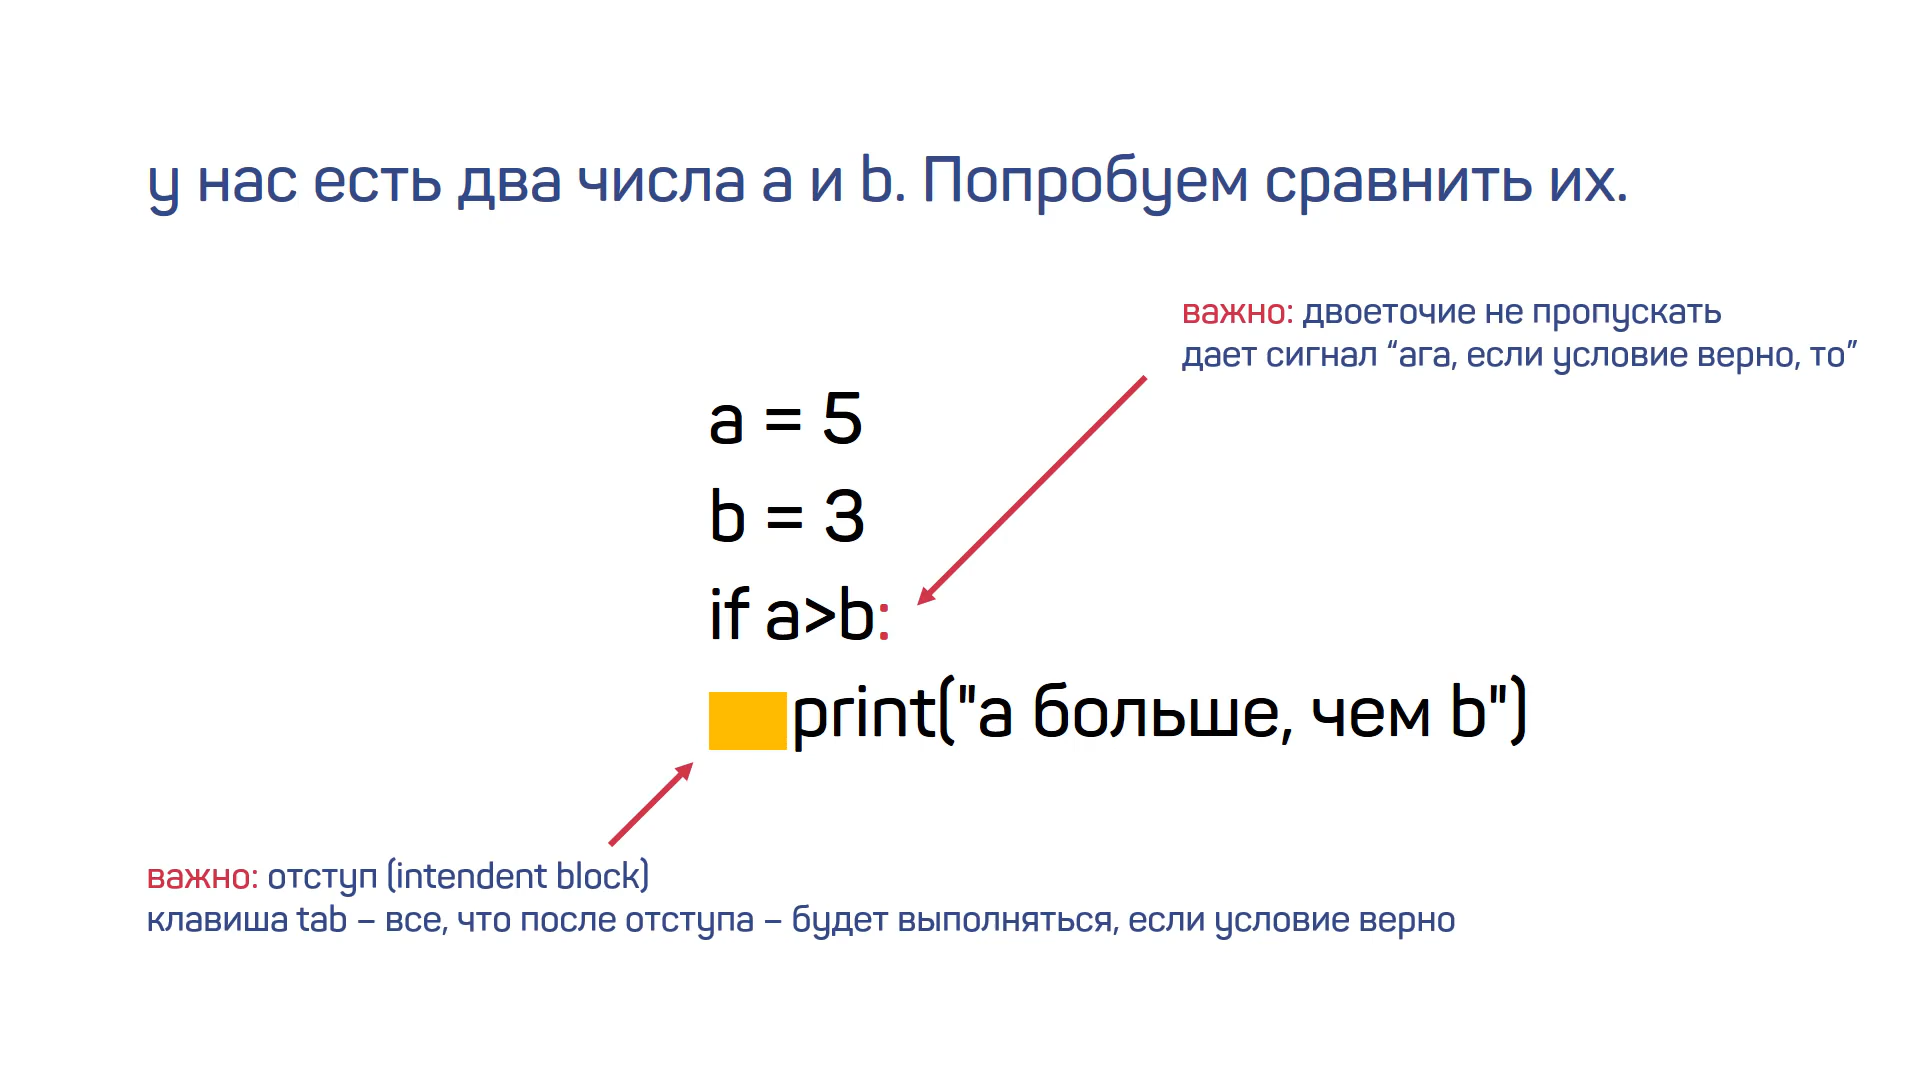 у нас есть два числа a и b. Попробуем сравнить их.
важно: двоеточие не пропускать
дает сигнал “ага, если условие верно, то”
a = 5
b = 3
if a>b:
print("a больше, чем b")
важно: отступ (intendent block)
клавиша tab – все, что после отступа – будет выполняться, если условие верно